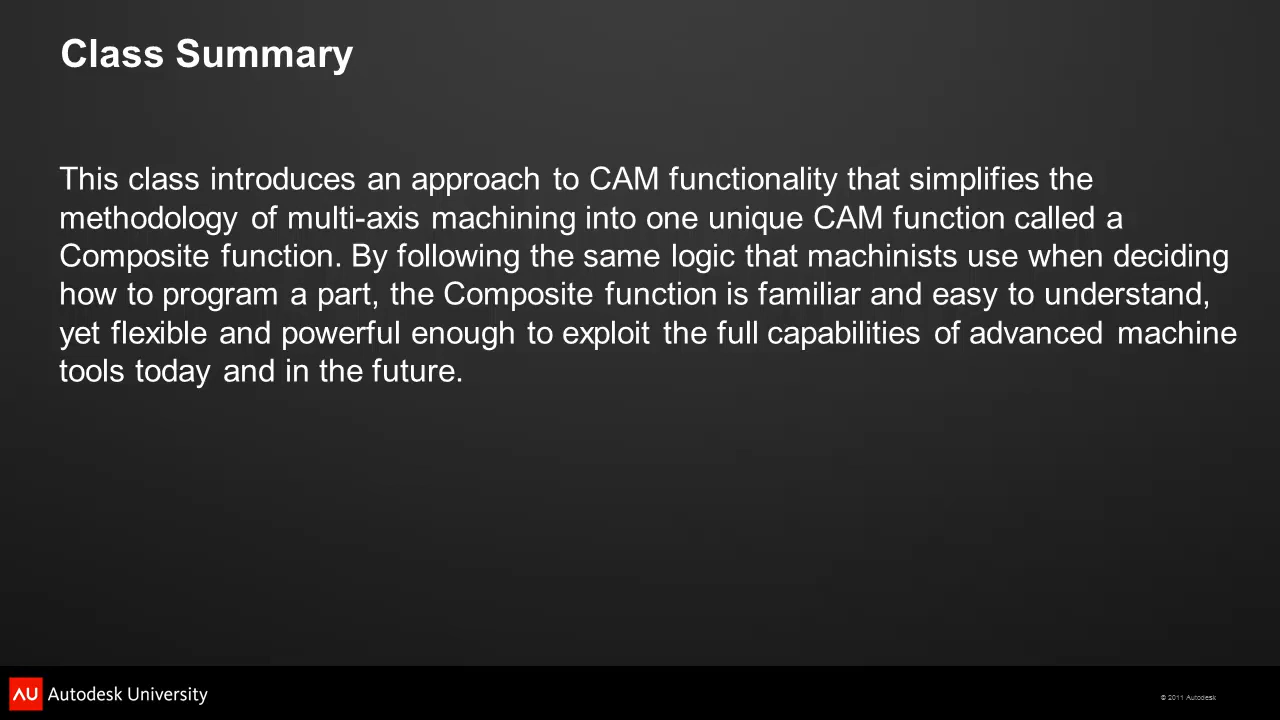 Class Summary
This class introduces an approach to CAM functionality that simplifies the
methodology of multi-axis machining into one unique CAM function called a
Composite function. By following the same logic that machinists use when deciding
how to program a part, the Composite function is familiar and easy to understand,
yet flexible and powerful enough to exploit the full capabilities of advanced machine
tools today and in the future.
AU Autodesk University
© 2011 Autodesk